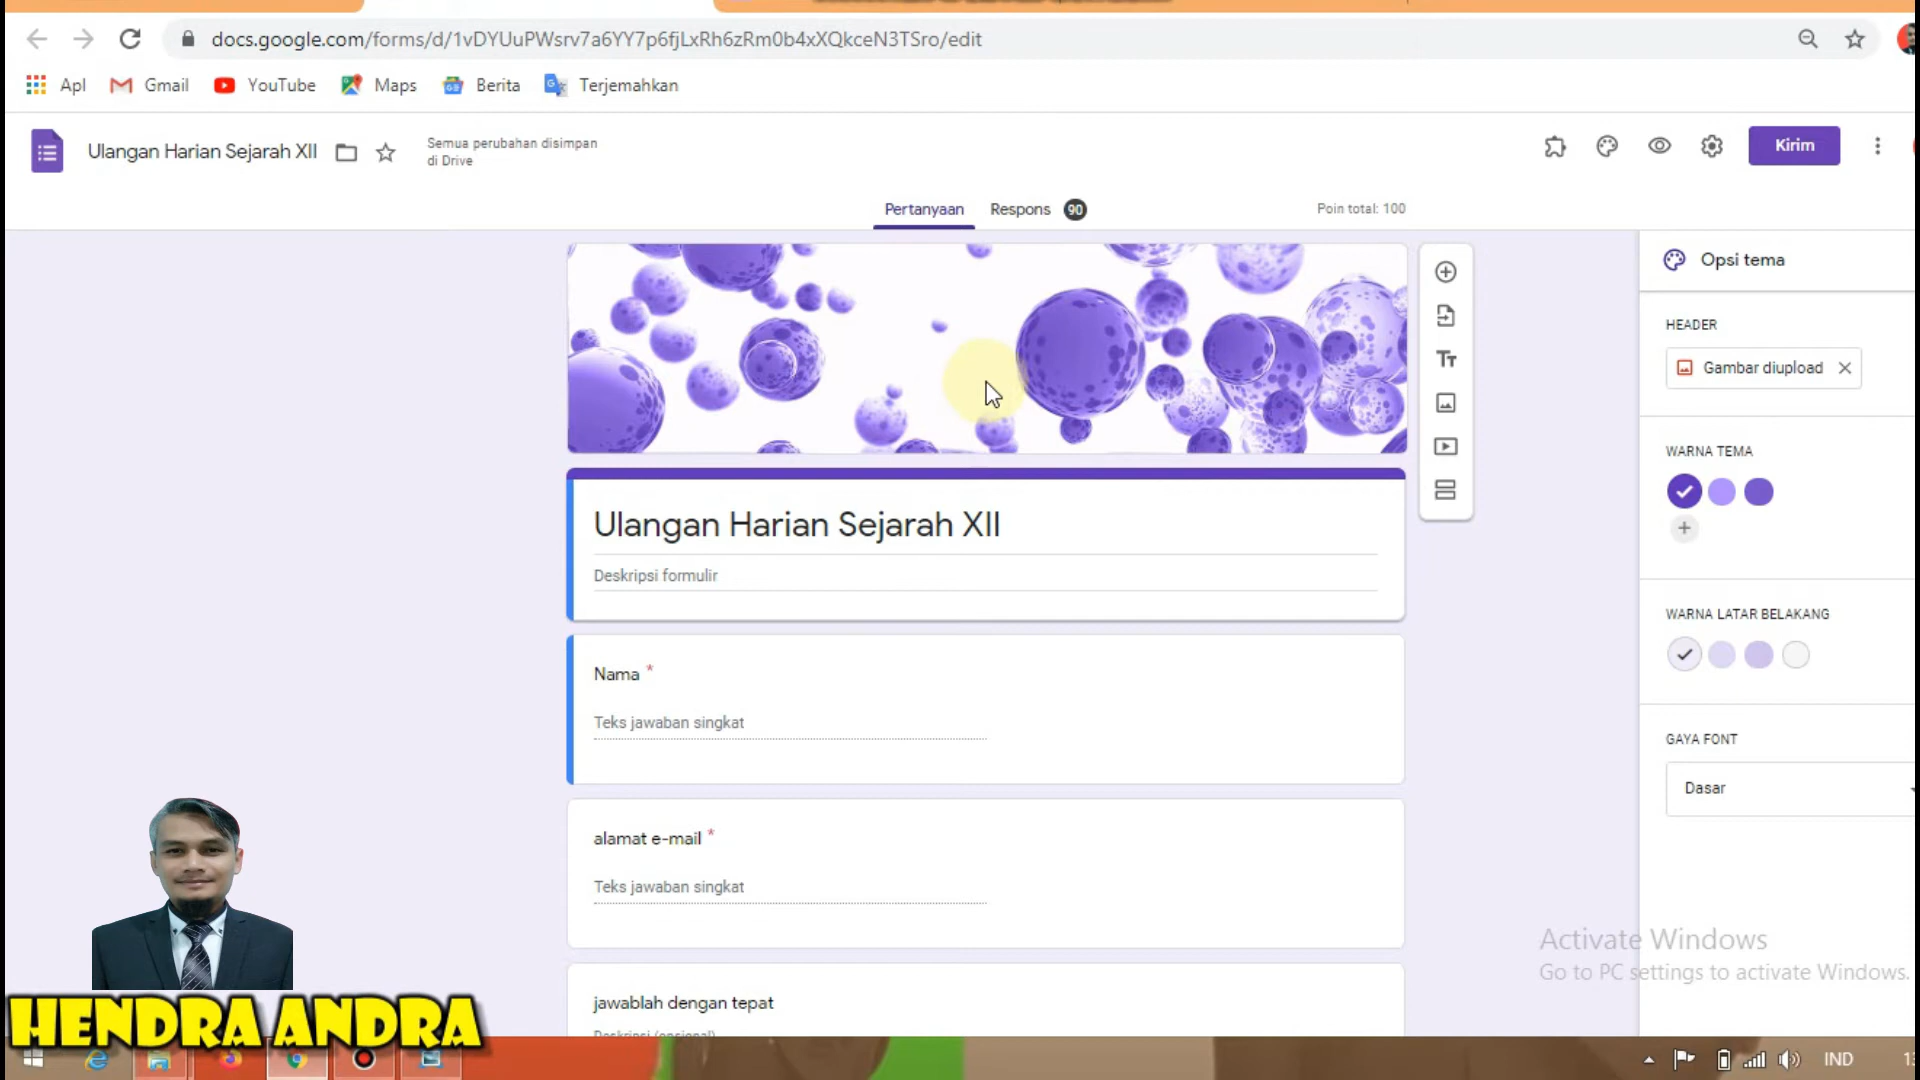 docs.google.com/forms/d/1vDYUuPWsrv7a6YY7p6fjLxRh6zRm0b4xXQkceN3TSro/edit
Apl Gmail YouTube Maps Berita Terjemahkan
Ulangan Harian Sejarah XII
Semua perubahan disimpan
di Drive
Kirim
Pertanyaan Respons 90
Poin total: 100
Opsi tema
HEADER
Gambar diupload
WARNA TEMA
WARNA LATAR BELAKANG
GAYA FONT
Dasar
Ulangan Harian Sejarah XII
Deskripsi formulir
Nama *
Teks jawaban singkat
alamat e-mail *
Teks jawaban singkat
jawablah dengan tepat
Deskripsi (opsional)
Activate Windows
Go to PC settings to activate Windows.
HENDRA ANDRA
IND